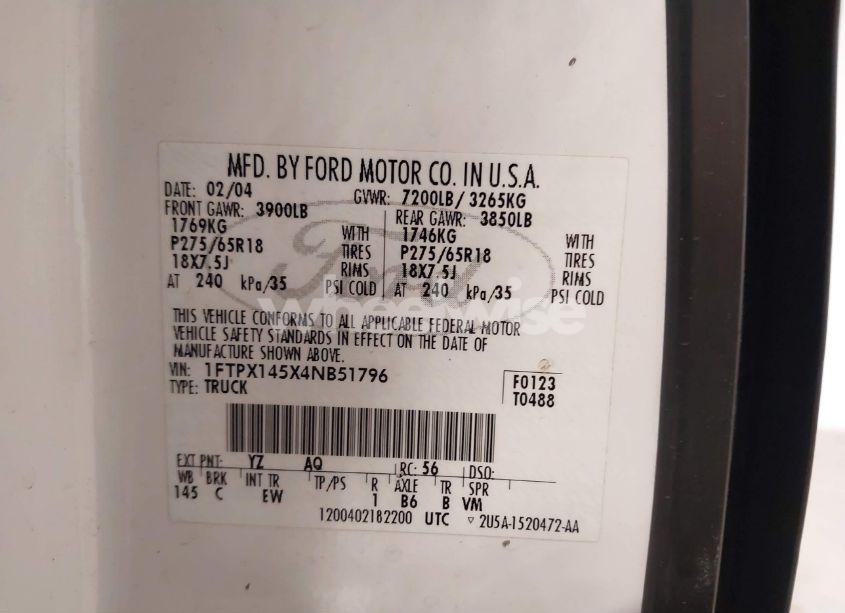 MFD. BY FORD MOTOR CO. IN U.S.A.
DATE: 02/04 GVWR: 7200LB/ 3265KG
FRONT GAWR: 3900LB REAR GAWR: 3850LB
1769KG WITH 1746KG WITH
P275/65R18 TIRES P275/65R18 TIRES
18X7.5J RIMS 18X7.5J RIMS
AT 240 kPa/35 PSI COLD AT 240 kPa/35 PSI COLD
Ford
wheelwise
THIS VEHICLE CONFORMS TO ALL APPLICABLE FEDERAL MOTOR
VEHICLE SAFETY STANDARDS IN EFFECT ON THE DATE OF
MANUFACTURE SHOWN ABOVE.
VIN: 1FTPX145X4NB51796 F0123
TYPE: TRUCK T0488
EXT PNT: YZ AQ RC: 56 DSO:
WB BRK INT TR TP/PS R AXLE TR SPR
145 C EW 1 B6 B VM
1200402182200 UTC ▽ 2U5A-1520472-AA